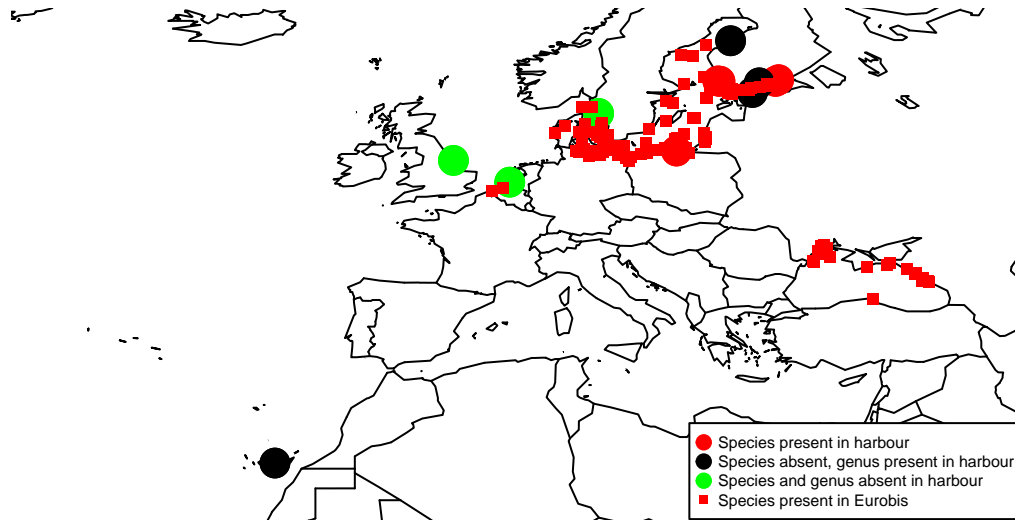 Species present in harbour
Species absent, genus present in harbour
Species and genus absent in harbour
Species present in Eurobis